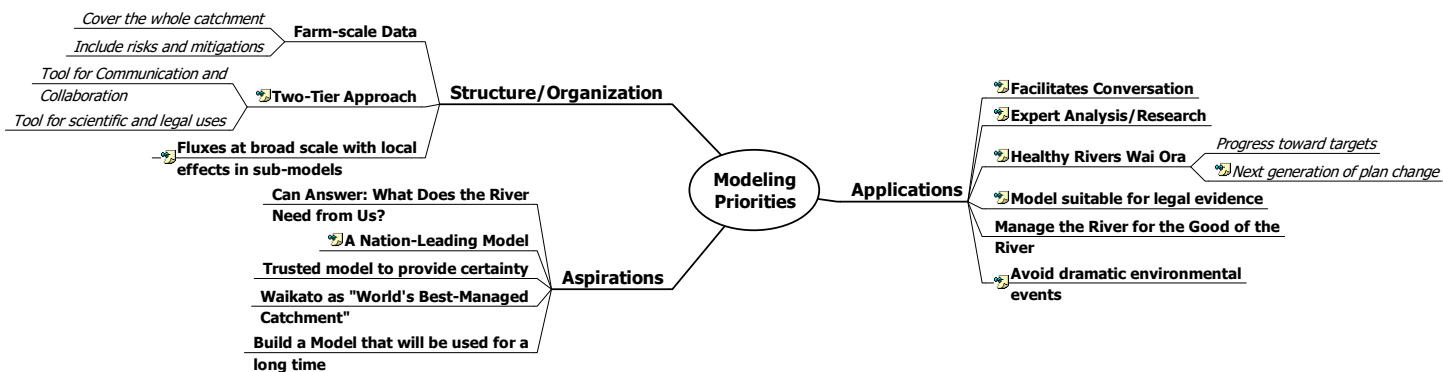 Modeling
Priorities
Structure/Organization
Farm-scale Data
Cover the whole catchment
Include risks and mitigations
Two-Tier Approach
Tool for Communication and
Collaboration
Tool for scientific and legal uses
Fluxes at broad scale with local
effects in sub-models
Aspirations
Can Answer: What Does the River
Need from Us?
A Nation-Leading Model
Trusted model to provide certainty
Waikato as "World's Best-Managed
Catchment"
Build a Model that will be used for a
long time
Applications
Facilitates Conversation
Expert Analysis/Research
Healthy Rivers Wai Ora
Progress toward targets
Next generation of plan change
Model suitable for legal evidence
Manage the River for the Good of the
River
Avoid dramatic environmental
events